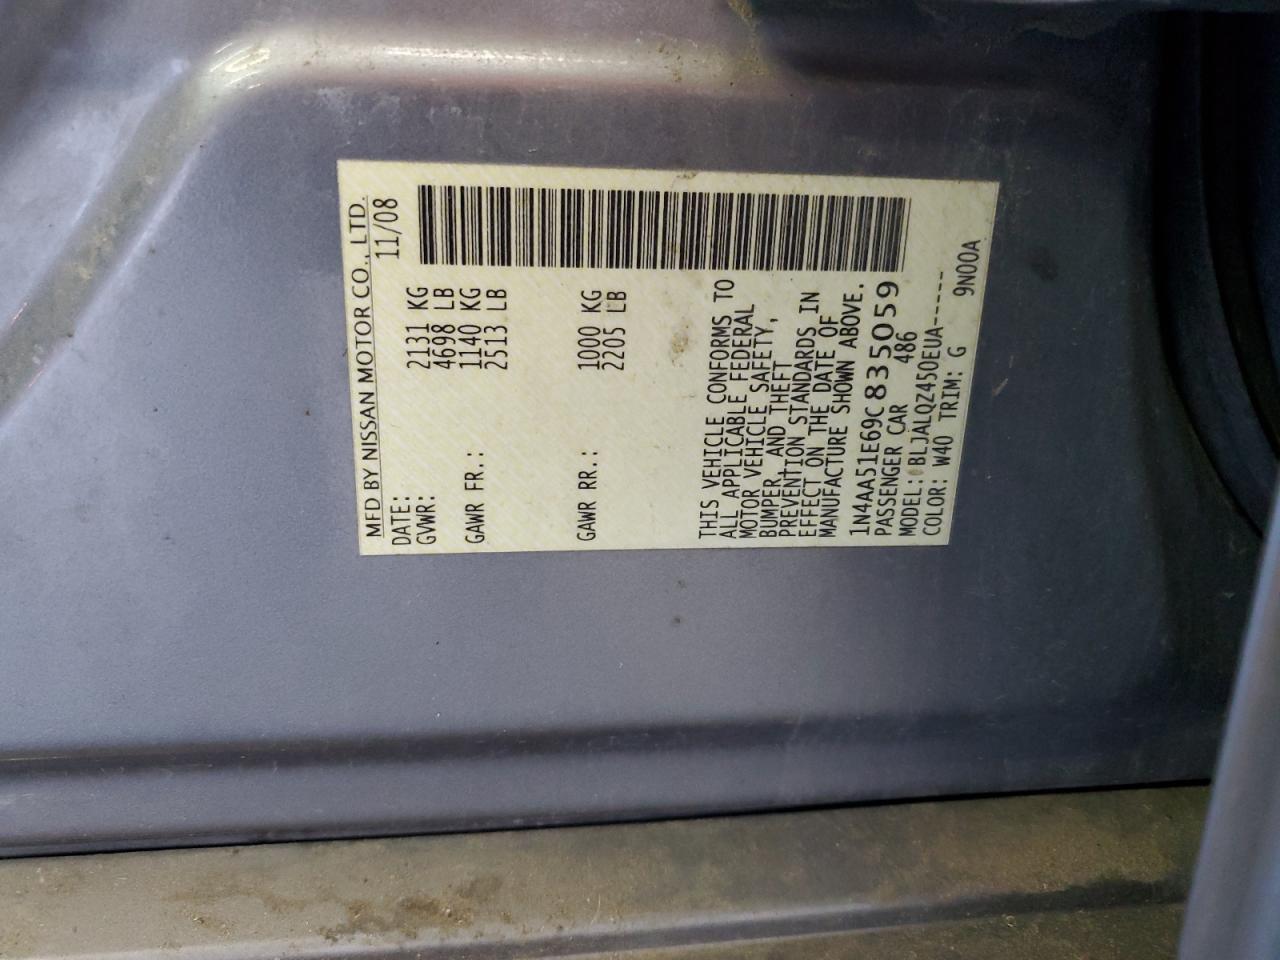 MFD BY NISSAN MOTOR CO., LTD.
DATE: 11/08
GVWR: 2131 KG
4698 LB
GAWR FR.: 1140 KG
2513 LB
GAWR RR.: 1000 KG
2205 LB
THIS VEHICLE CONFORMS TO
ALL APPLICABLE FEDERAL
MOTOR VEHICLE SAFETY,
BUMPER, AND THEFT
PREVENTION STANDARDS IN
EFFECT ON THE DATE OF
MANUFACTURE SHOWN ABOVE.
1N4AA51E69C835059
PASSENGER CAR 486
MODEL: BLJALQZ450EUA-----
COLOR: W40 TRIM: G 9N00A